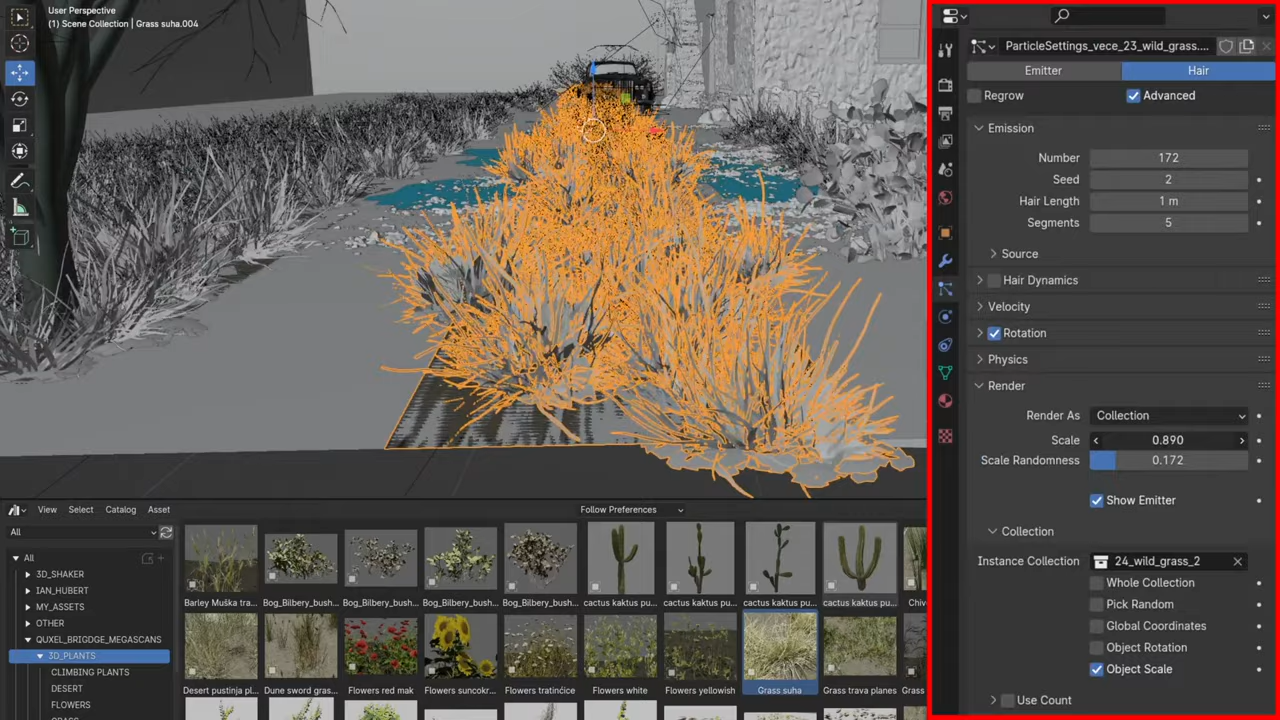 User Perspective
(1) Scene Collection | Grass suha.004
ParticleSettings_vece_23_wild_grass....
Emitter
Hair
Regrow
Advanced
Emission
Number 172
Seed 2
Hair Length 1 m
Segments 5
Source
Hair Dynamics
Velocity
Rotation
Physics
Render
Render As Collection
Scale 0.890
Scale Randomness 0.172
Show Emitter
Collection
Instance Collection 24_wild_grass_2
Whole Collection
Pick Random
Global Coordinates
Object Rotation
Object Scale
Use Count
View Select Catalog Asset
Follow Preferences
All
All
3D_SHAKER
IAN_HUBERT
MY_ASSETS
OTHER
QUXEL_BRIGDGE_MEGASCANS
3D_PLANTS
CLIMBING PLANTS
DESERT
FLOWERS
Barley Muška tra...
Bog_Bilbery_bush...
Bog_Bilbery_bush...
Bog_Bilbery_bush...
Bog_Bilbery_bush...
cactus kaktus pu...
cactus kaktus pu...
cactus kaktus pu...
cactus kaktus pu...
Desert pustinja pl...
Dune sword gras...
Flowers red mak
Flowers suncokr...
Flowers tratinčice
Flowers white
Flowers yellowish
Grass suha
Grass trava planes